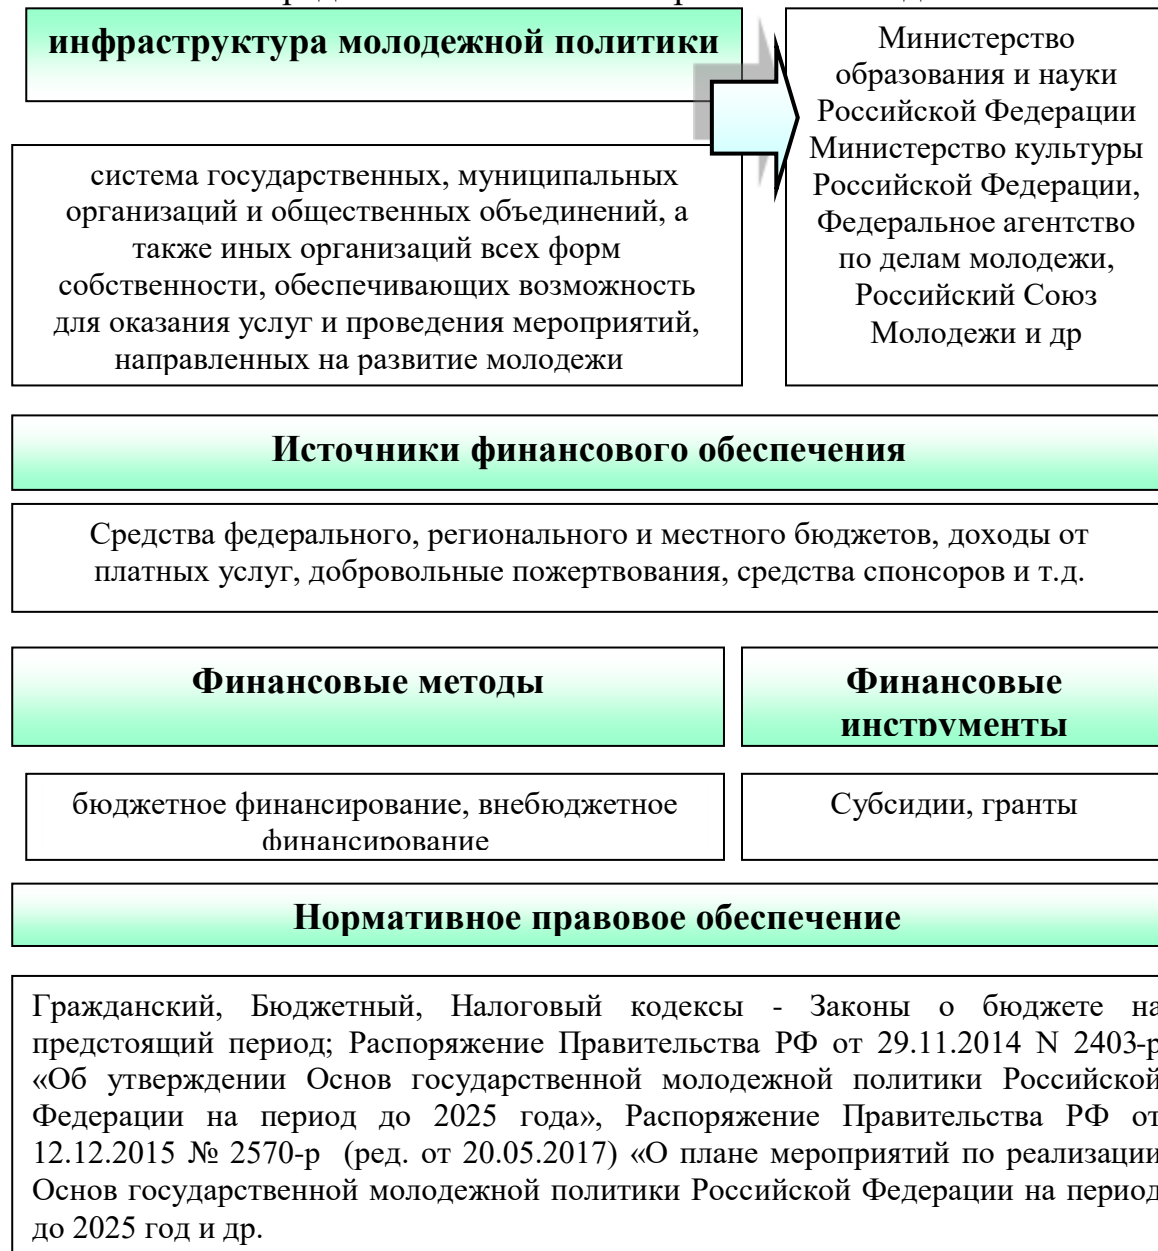 инфраструктура молодежной политики
система государственных, муниципальных
организаций и общественных объединений, а
также иных организаций всех форм
собственности, обеспечивающих возможность
для оказания услуг и проведения мероприятий,
направленных на развитие молодежи
Министерство
образования и науки
Российской Федерации
Министерство культуры
Российской Федерации,
Федеральное агентство
по делам молодежи,
Российский Союз
Молодежи и др
Источники финансового обеспечения
Средства федерального, регионального и местного бюджетов, доходы от
платных услуг, добровольные пожертвования, средства спонсоров и т.д.
Финансовые методы
Финансовые
инструменты
бюджетное финансирование, внебюджетное
финансирование
Субсидии, гранты
Нормативное правовое обеспечение
Гражданский, Бюджетный, Налоговый кодексы - Законы о бюджете на
предстоящий период; Распоряжение Правительства РФ от 29.11.2014 N 2403-р
«Об утверждении Основ государственной молодежной политики Российской
Федерации на период до 2025 года», Распоряжение Правительства РФ от
12.12.2015 № 2570-р (ред. от 20.05.2017) «О плане мероприятий по реализации
Основ государственной молодежной политики Российской Федерации на период
до 2025 год и др.